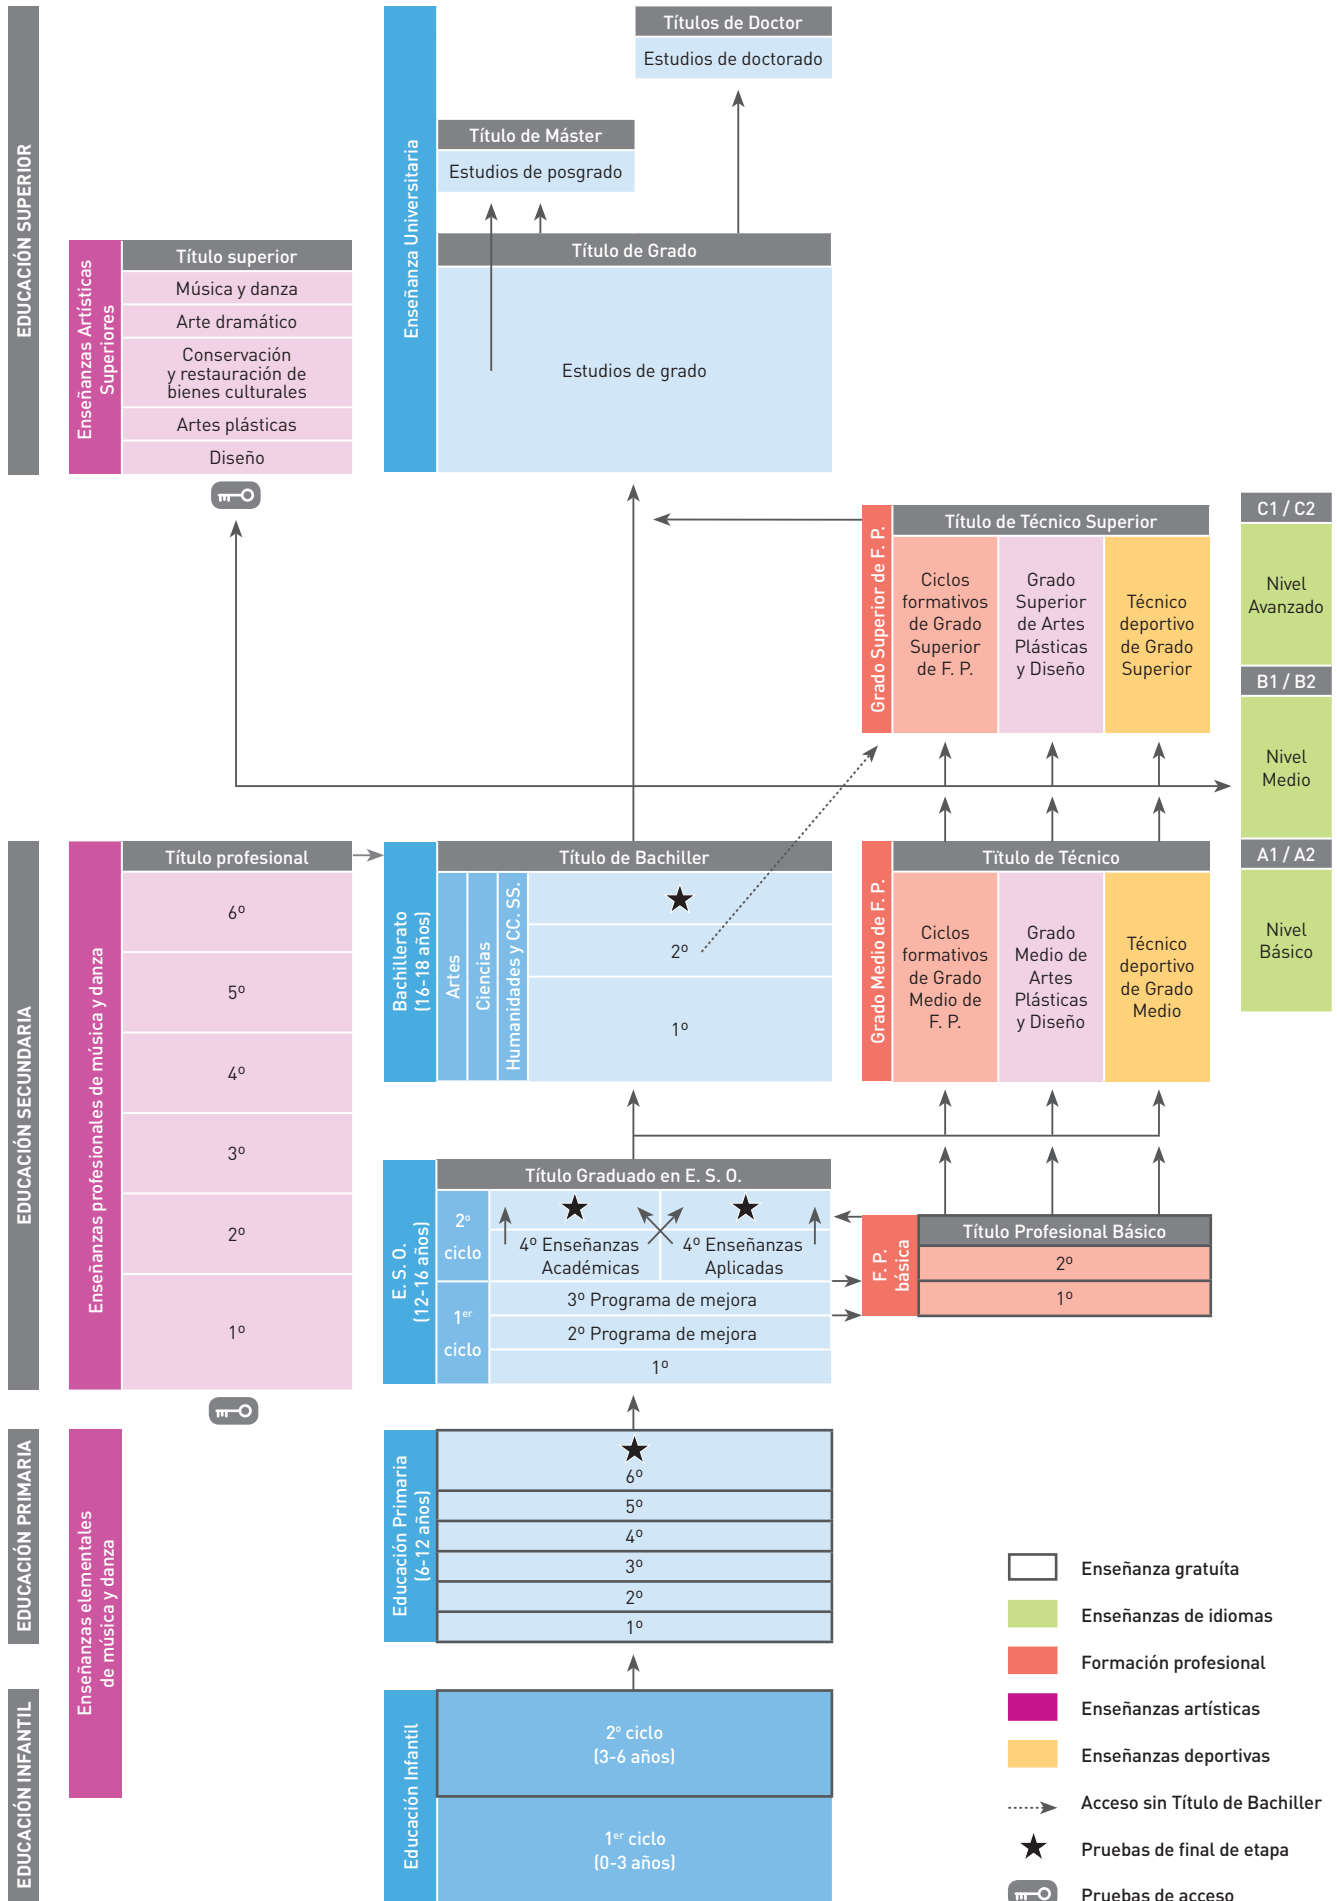 EDUCACIÓN SUPERIOR
Enseñanzas Artísticas
Superiores
Título superior
Música y danza
Arte dramático
Conservación
y restauración de
bienes culturales
Artes plásticas
Diseño
Enseñanza Universitaria
Títulos de Doctor
Estudios de doctorado
Título de Máster
Estudios de posgrado
Título de Grado
Estudios de grado
Grado Superior de F. P.
Título de Técnico Superior
Ciclos
formativos
de Grado
Superior
de F. P.
Grado
Superior
de Artes
Plásticas
y Diseño
Técnico
deportivo
de Grado
Superior
C1 / C2
Nivel
Avanzado
B1 / B2
Nivel
Medio
A1 / A2
Nivel
Básico
EDUCACIÓN SECUNDARIA
Enseñanzas profesionales de música y danza
Título profesional
6º
5º
4º
3º
2º
1º
Bachillerato
(16-18 años)
Título de Bachiller
Artes
Ciencias
Humanidades y CC. SS.
2º
1º
Grado Medio de F. P.
Tïtulo de Técnico
Ciclos
formativos
de Grado
Medio de
F. P.
Grado
Medio de
Artes
Plásticas
y Diseño
Técnico
deportivo
de Grado
Medio
E. S. O.
(12-16 años)
Título Graduado en E. S. O.
2º
ciclo
4º Enseñanzas
Académicas
4º Enseñanzas
Aplicadas
1er
ciclo
3º Programa de mejora
2º Programa de mejora
1º
F. P.
básica
Título Profesional Básico
2º
1º
EDUCACIÓN PRIMARIA
Enseñanzas elementales
de música y danza
Educación Primaria
(6-12 años)
6º
5º
4º
3º
2º
1º
EDUCACIÓN INFANTIL
Educación Infantil
2º ciclo
(3-6 años)
1er ciclo
(0-3 años)
Enseñanza gratuíta
Enseñanzas de idiomas
Formación profesional
Enseñanzas artísticas
Enseñanzas deportivas
Acceso sin Título de Bachiller
Pruebas de final de etapa
Pruebas de acceso